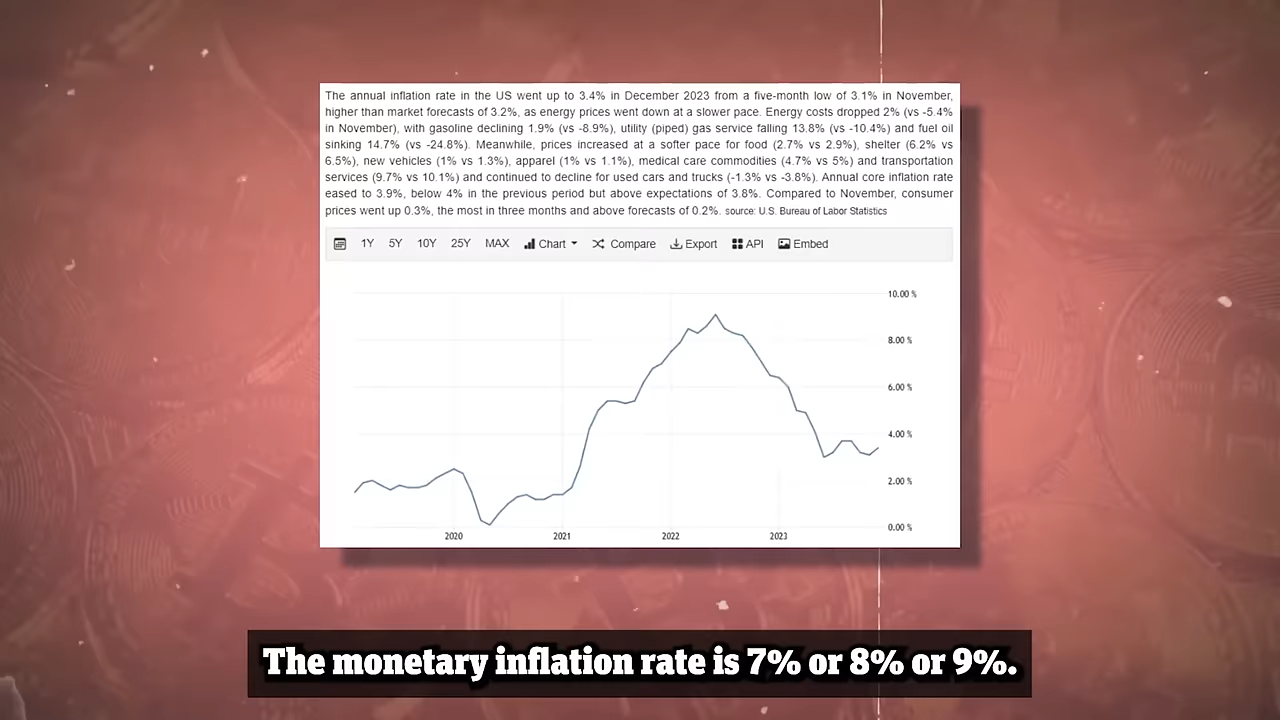 The annual inflation rate in the US went up to 3.4% in December 2023 from a five-month low of 3.1% in November,
higher than market forecasts of 3.2%, as energy prices went down at a slower pace. Energy costs dropped 2% (vs -5.4%
in November), with gasoline declining 1.9% (vs -8.9%), utility (piped) gas service falling 13.8% (vs -10.4%) and fuel oil
sinking 14.7% (vs -24.8%). Meanwhile, prices increased at a softer pace for food (2.7% vs 2.9%), shelter (6.2% vs
6.5%), new vehicles (1% vs 1.3%), apparel (1% vs 1.1%), medical care commodities (4.7% vs 5%) and transportation
services (9.7% vs 10.1%) and continued to decline for used cars and trucks (-1.3% vs -3.8%). Annual core inflation rate
eased to 3.9%, below 4% in the previous period but above expectations of 3.8%. Compared to November, consumer
prices went up 0.3%, the most in three months and above forecasts of 0.2%. source: U.S. Bureau of Labor Statistics
1Y 5Y 10Y 25Y MAX Chart Compare Export API Embed
10.00 %
8.00 %
6.00 %
4.00 %
2.00 %
0.00 %
2020 2021 2022 2023
The monetary inflation rate is 7% or 8% or 9%.